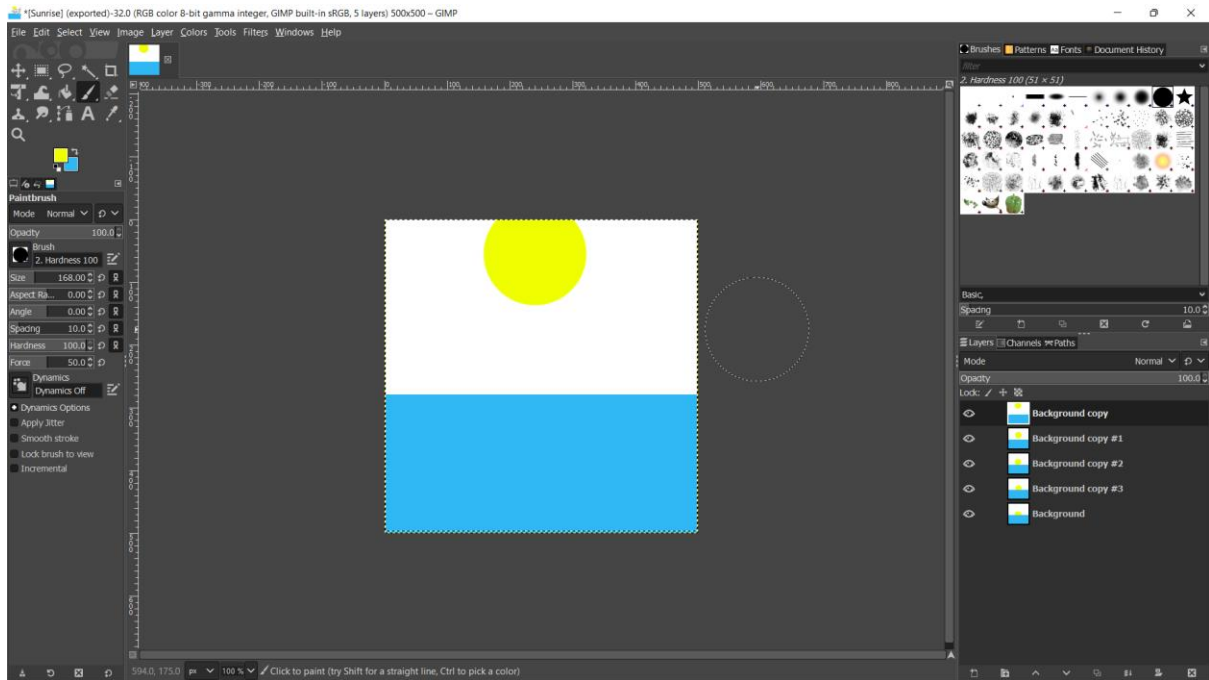 *[Sunrise] (exported)-32.0 (RGB color 8-bit gamma integer, GIMP built-in sRGB, 5 layers) 500x500 – GIMP
File Edit Select View Image Layer Colors Tools Filters Windows Help
Paintbrush
Mode Normal
Opacity 100.0
Brush
2. Hardness 100
Size 168.00
Aspect Ra... 0.00
Angle 0.00
Spacing 10.0
Hardness 100.0
Force 50.0
Dynamics
Dynamics Off
Dynamics Options
Apply Jitter
Smooth stroke
Lock brush to view
Incremental
594.0, 175.0 px 100 % Click to paint (try Shift for a straight line, Ctrl to pick a color)
Brushes Patterns Fonts Document History
filter
2. Hardness 100 (51 × 51)
Basic,
Spacing 10.0
Layers Channels Paths
Mode Normal
Opacity 100.0
Lock:
Background copy
Background copy #1
Background copy #2
Background copy #3
Background